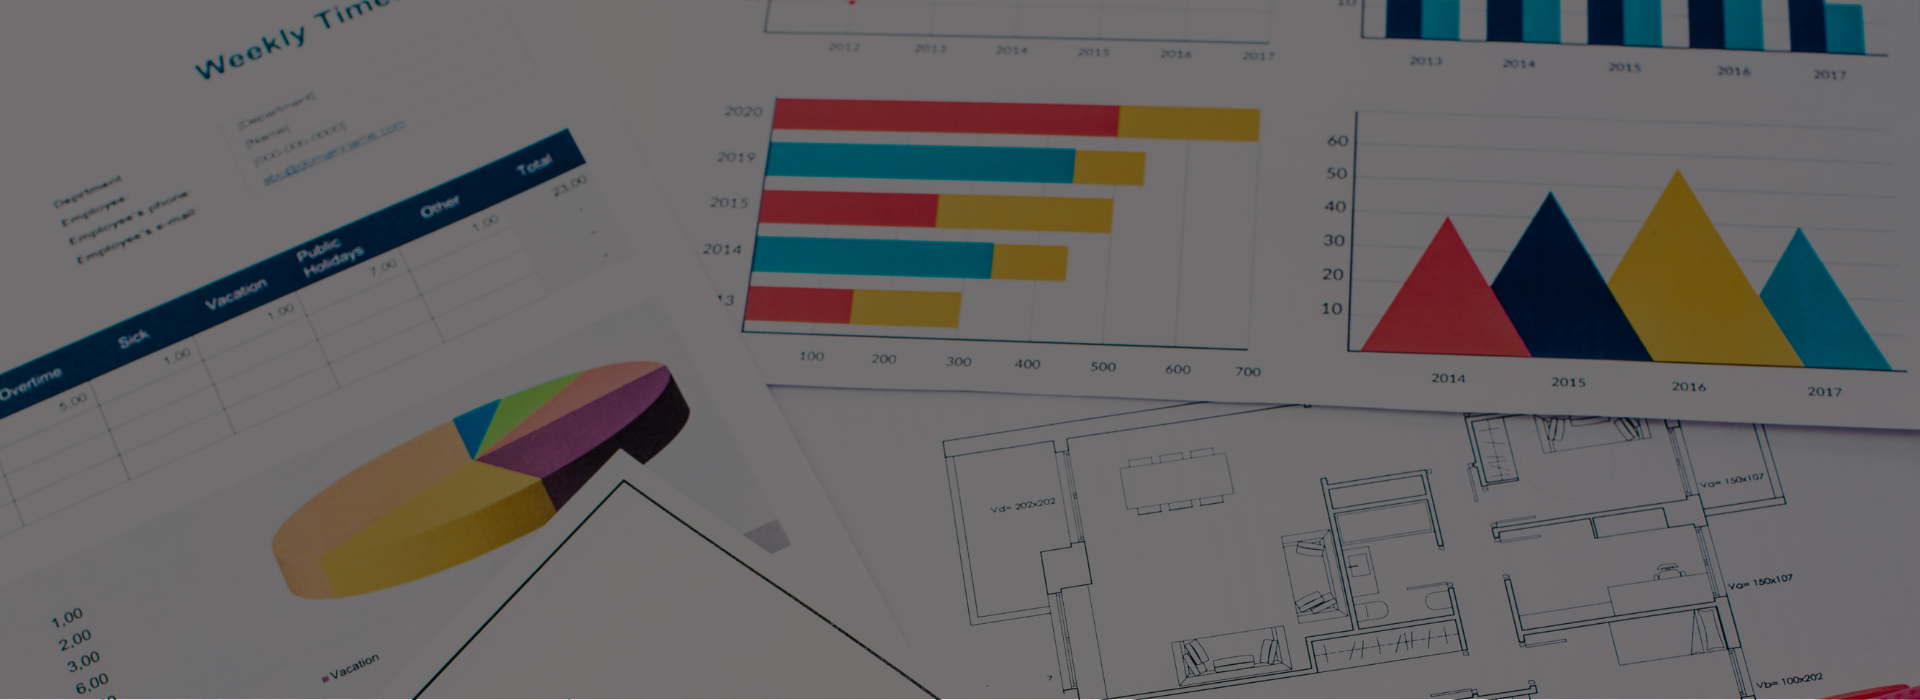 Weekly
[Department]
[Name]
[000-000-0000]
abc@domainname.com
Deprtment
Employee:
Employee's phone:
Employee's e-mail:
Overtime Sick Vacation Public Holidays Other Total
5,00 1,00 1,00 7,00 1,00 23,00
1,00
2,00
3,00
6,00
Vacation
2012 2013 2014 2015 2016 2017
2020
2019
2015
2014
13
100 200 300 400 500 600 700
10
2013 2014 2015 2016 2017
60
50
40
30
20
10
2014 2015 2016 2017
Vd= 202x202
Va= 150x107
Va= 150x107
Vb= 100x202